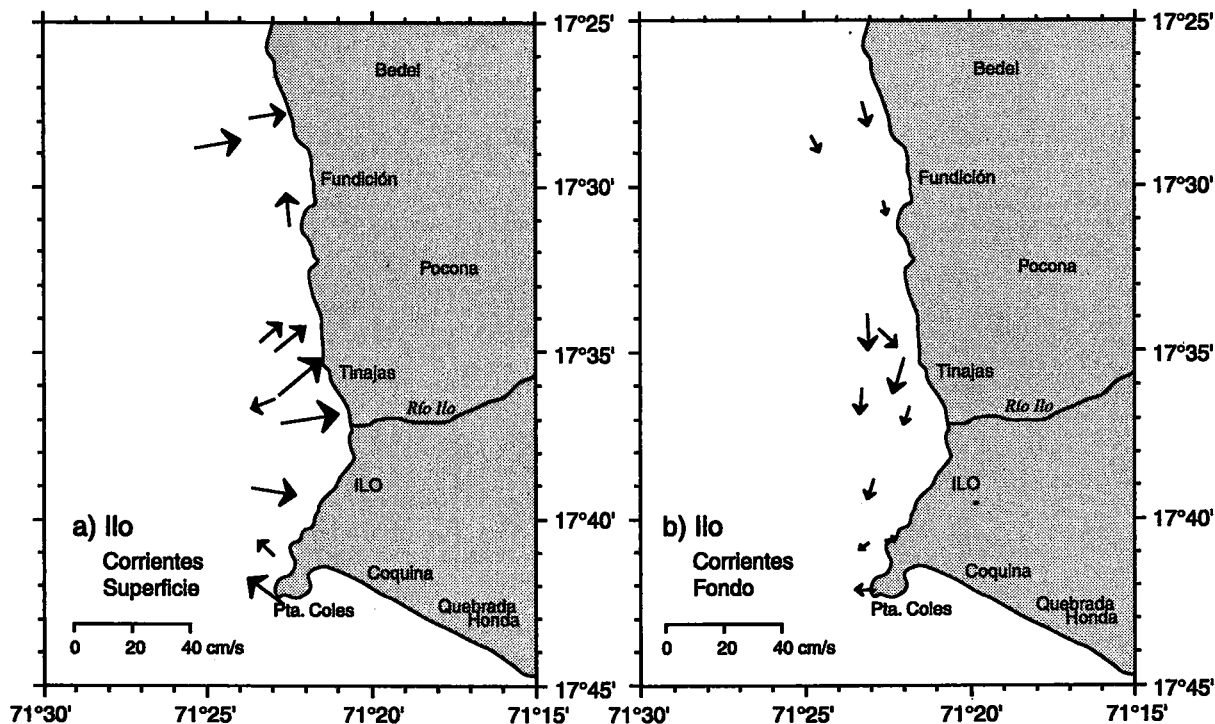 Bedel
Fundición
Pocona
Tinajas
Río Ilo
ILO
a) Ilo
Corrientes
Superficie
Coquina
Pta. Coles
Quebrada
Honda
0 20 40 cm/s
17°25'
17°30'
17°35'
17°40'
17°45'
71°30' 71°25' 71°20' 71°15'
Bedel
Fundición
Pocona
Tinajas
Río Ilo
ILO
b) Ilo
Corrientes
Fondo
Coquina
Pta. Coles
Quebrada
Honda
0 20 40 cm/s
17°25'
17°30'
17°35'
17°40'
17°45'
71°30' 71°25' 71°20' 71°15'